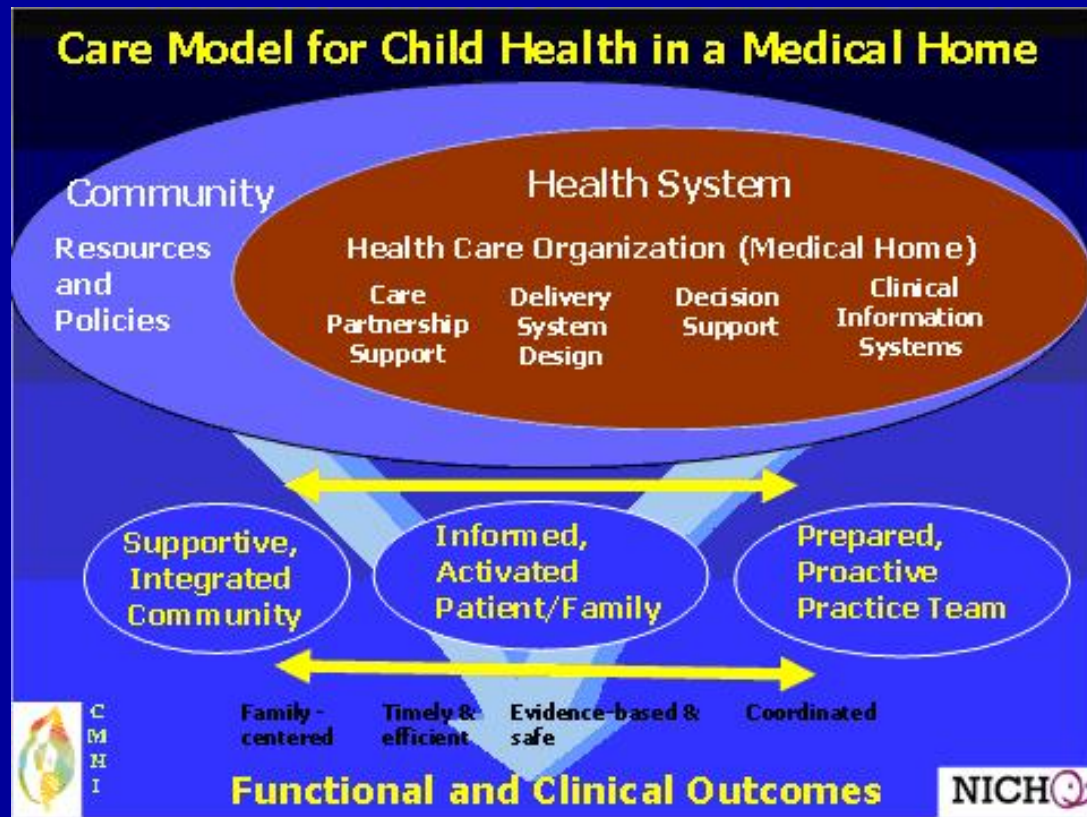 Care Model for Child Health in a Medical Home
Community
Resources
and
Policies
Health System
Health Care Organization (Medical Home)
Care
Partnership
Support
Delivery
System
Design
Decision
Support
Clinical
Information
Systems
Supportive,
Integrated
Community
Informed,
Activated
Patient/Family
Prepared,
Proactive
Practice Team
Family -
centered
Timely &
efficient
Evidence-based &
safe
Coordinated
Functional and Clinical Outcomes
C
M
N
I
NICHQ